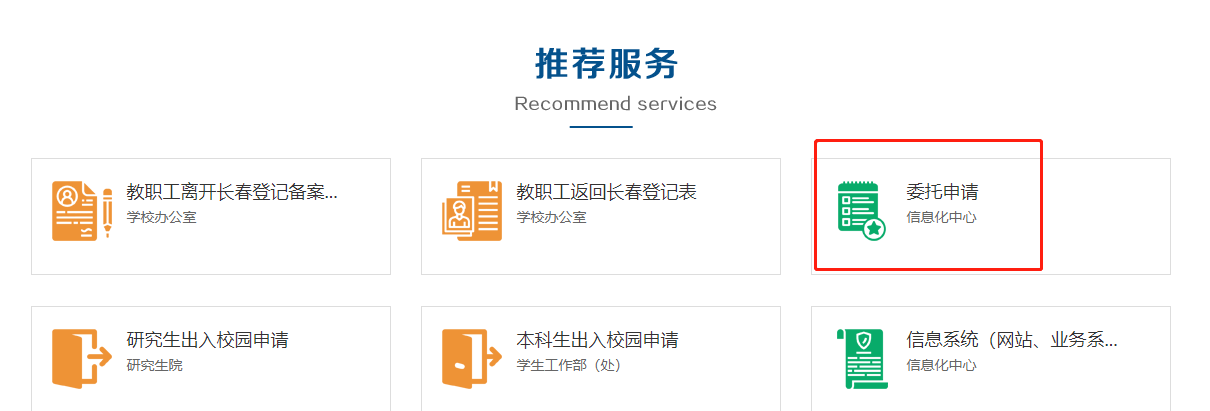 推荐服务
Recommend services
教职工离开长春登记备案...
学校办公室
教职工返回长春登记表
学校办公室
委托申请
信息化中心
研究生出入校园申请
研究生院
本科生出入校园申请
学生工作部（处）
信息系统（网站、业务系...
信息化中心